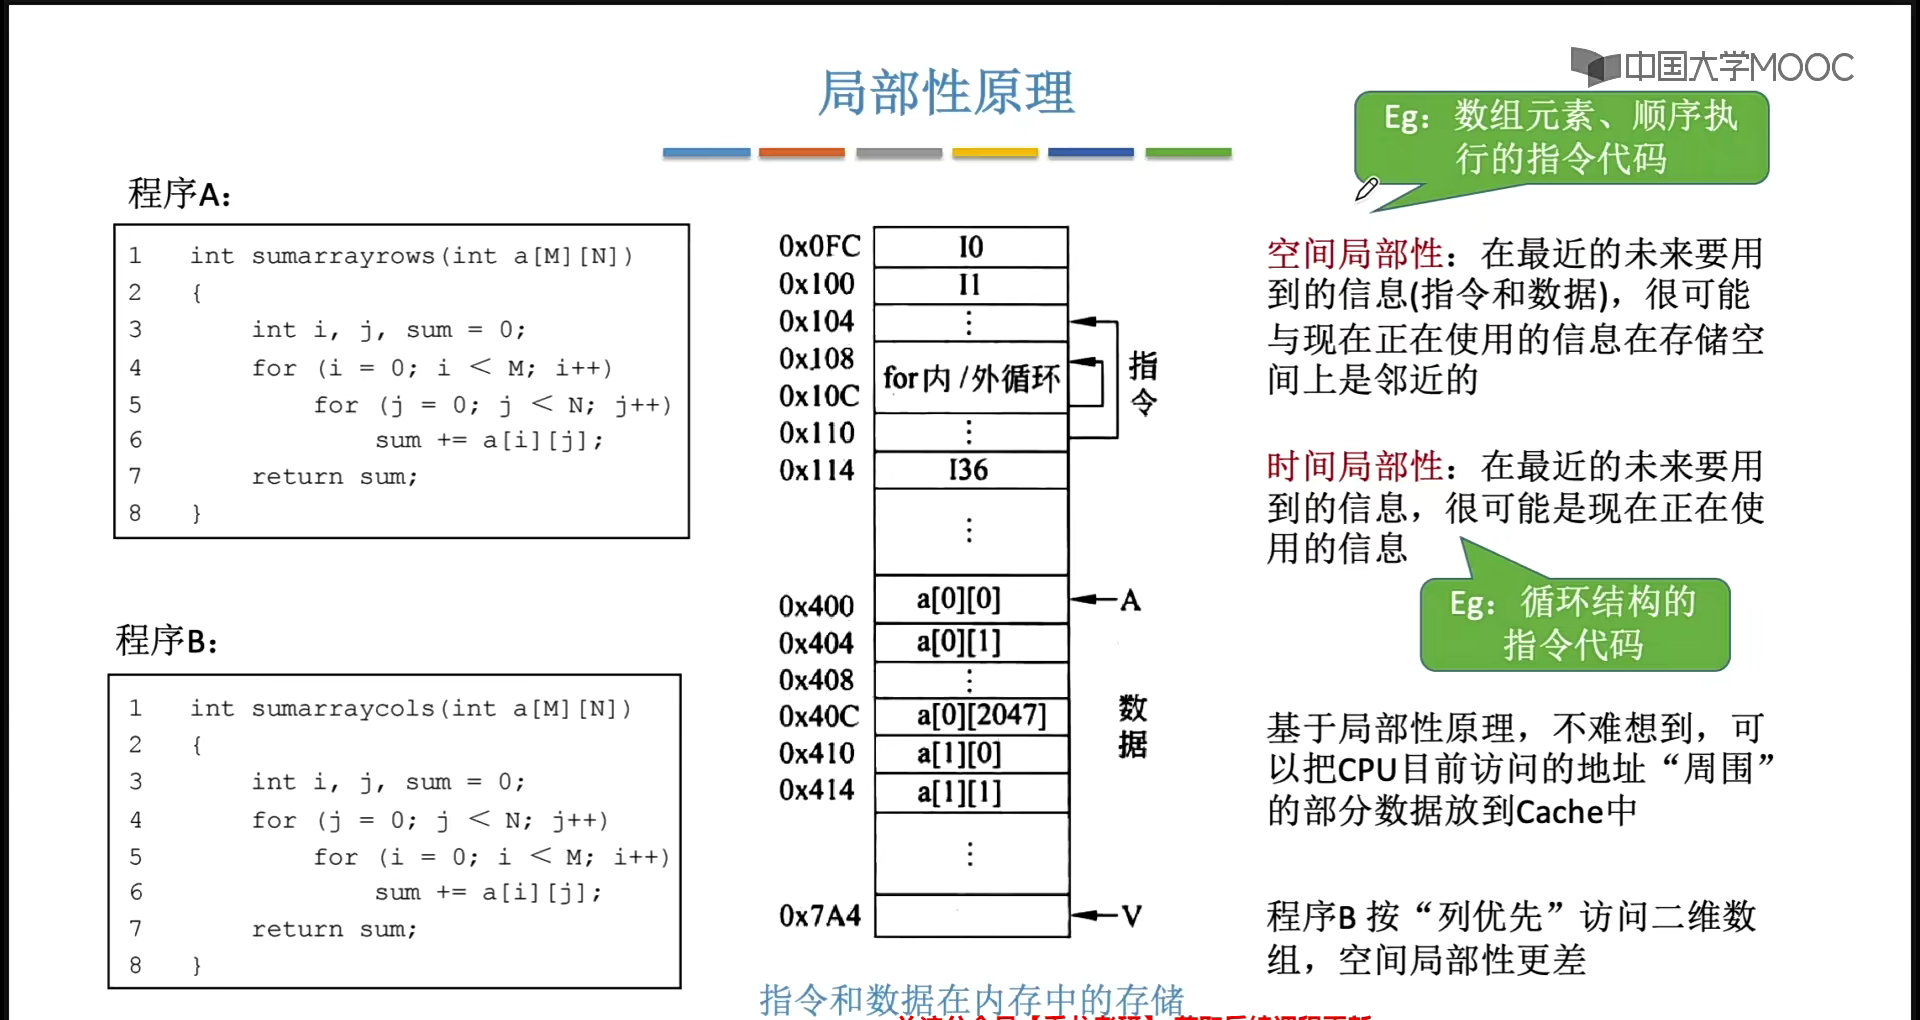 中国大学MOOC
局部性原理
Eg：数组元素、顺序执
行的指令代码
程序A：
1 int sumarrayrows(int a[M][N])
2 {
3 int i, j, sum = 0;
4 for (i = 0; i < M; i++)
5 for (j = 0; j < N; j++)
6 sum += a[i][j];
7 return sum;
8 }
程序B：
1 int sumarraycols(int a[M][N])
2 {
3 int i, j, sum = 0;
4 for (j = 0; j < N; j++)
5 for (i = 0; i < M; i++)
6 sum += a[i][j];
7 return sum;
8 }
0x0FC I0
0x100 I1
0x104 ⋮
0x108
for内/外循环
0x10C
0x110 ⋮
0x114 I36
⋮
指
令
0x400 a[0][0] A
0x404 a[0][1]
0x408 ⋮
0x40C a[0][2047]
0x410 a[1][0]
0x414 a[1][1]
⋮
0x7A4 V
数
据
指令和数据在内存中的存储
空间局部性：在最近的未来要用
到的信息(指令和数据)，很可能
与现在正在使用的信息在存储空
间上是邻近的
时间局部性：在最近的未来要用
到的信息，很可能是现在正在使
用的信息
Eg：循环结构的
指令代码
基于局部性原理，不难想到，可
以把CPU目前访问的地址“周围”
的部分数据放到Cache中
程序B 按“列优先”访问二维数
组，空间局部性更差